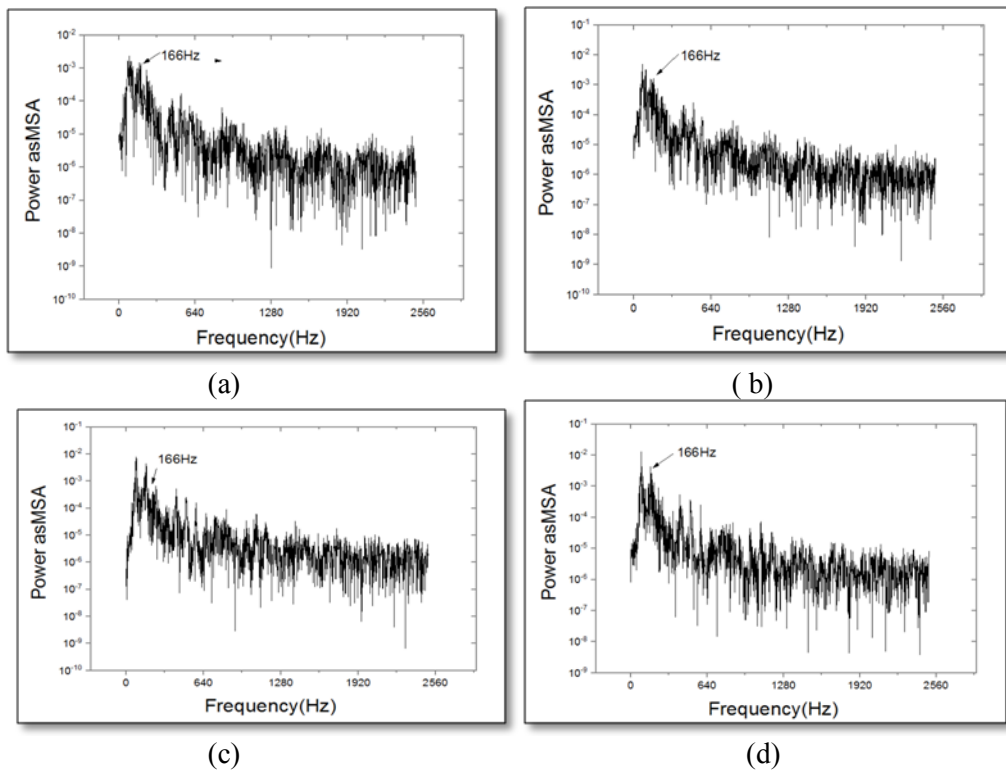 10⁻²
10⁻³
10⁻⁴
10⁻⁵
10⁻⁶
10⁻⁷
10⁻⁸
10⁻⁹
10⁻¹⁰
Power asMSA
166Hz
0 640 1280 1920 2560
Frequency(Hz)
(a)
10⁻¹
10⁻²
10⁻³
10⁻⁴
10⁻⁵
10⁻⁶
10⁻⁷
10⁻⁸
10⁻⁹
10⁻¹⁰
Power asMSA
166Hz
0 640 1280 1920 2560
Frequency(Hz)
( b)
10⁻¹
10⁻²
10⁻³
10⁻⁴
10⁻⁵
10⁻⁶
10⁻⁷
10⁻⁸
10⁻⁹
10⁻¹⁰
Power asMSA
166Hz
0 640 1280 1920 2560
Frequency(Hz)
(c)
10⁻¹
10⁻²
10⁻³
10⁻⁴
10⁻⁵
10⁻⁶
10⁻⁷
10⁻⁸
10⁻⁹
Power asMSA
166Hz
0 640 1280 1920 2560
Frequency(Hz)
(d)